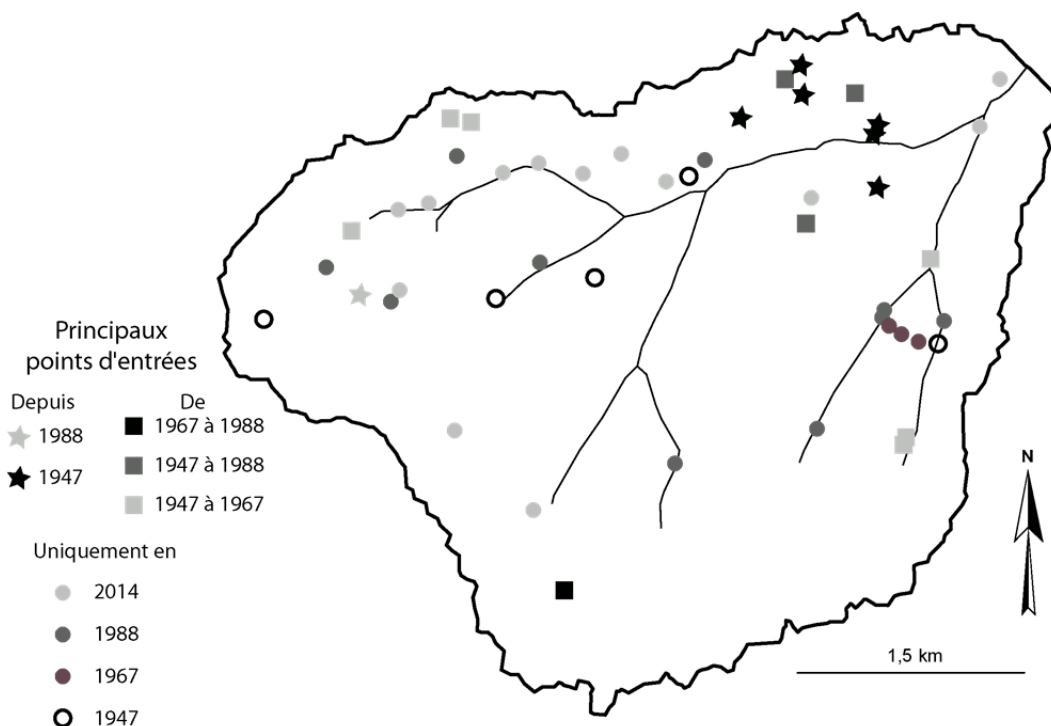 Principaux
points d'entrées
Depuis
1988
1947
De
1967 à 1988
1947 à 1988
1947 à 1967
Uniquement en
2014
1988
1967
1947
N
1,5 km